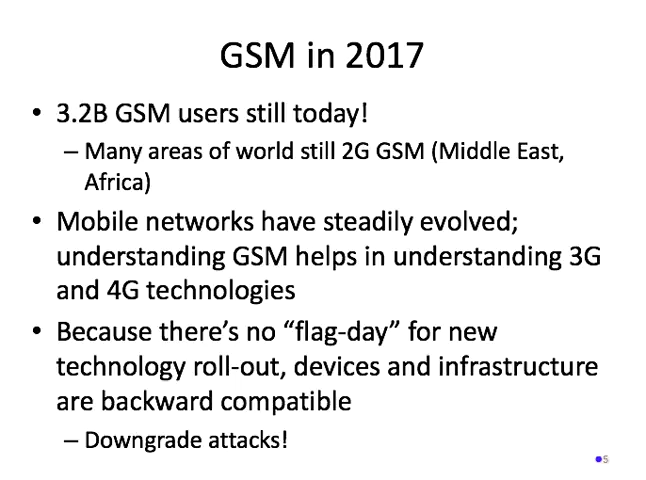 GSM in 2017
• 3.2B GSM users still today!
– Many areas of world still 2G GSM (Middle East,
Africa)
• Mobile networks have steadily evolved;
understanding GSM helps in understanding 3G
and 4G technologies
• Because there’s no “flag-day” for new
technology roll-out, devices and infrastructure
are backward compatible
– Downgrade attacks!
•5